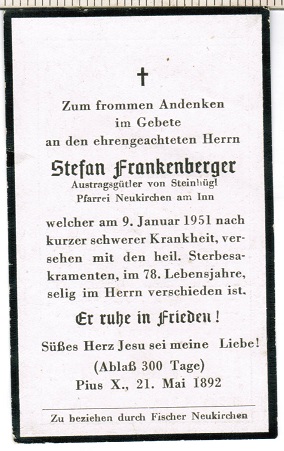 Zum frommen Andenken
im Gebete
an den ehrengeachteten Herrn
Stefan Frankenberger
Austragsgütler von Steinhügl
Pfarrei Neukirchen am Inn
welcher am 9. Januar 1951 nach
kurzer schwerer Krankheit, ver-
sehen mit den heil. Sterbesa-
kramenten, im 78. Lebensjahre,
selig im Herrn verschieden ist.
Er ruhe in Frieden!
Süßes Herz Jesu sei meine Liebe!
(Ablaß 300 Tage)
Pius X., 21. Mai 1892
Zu beziehen durch Fischer Neukirchen